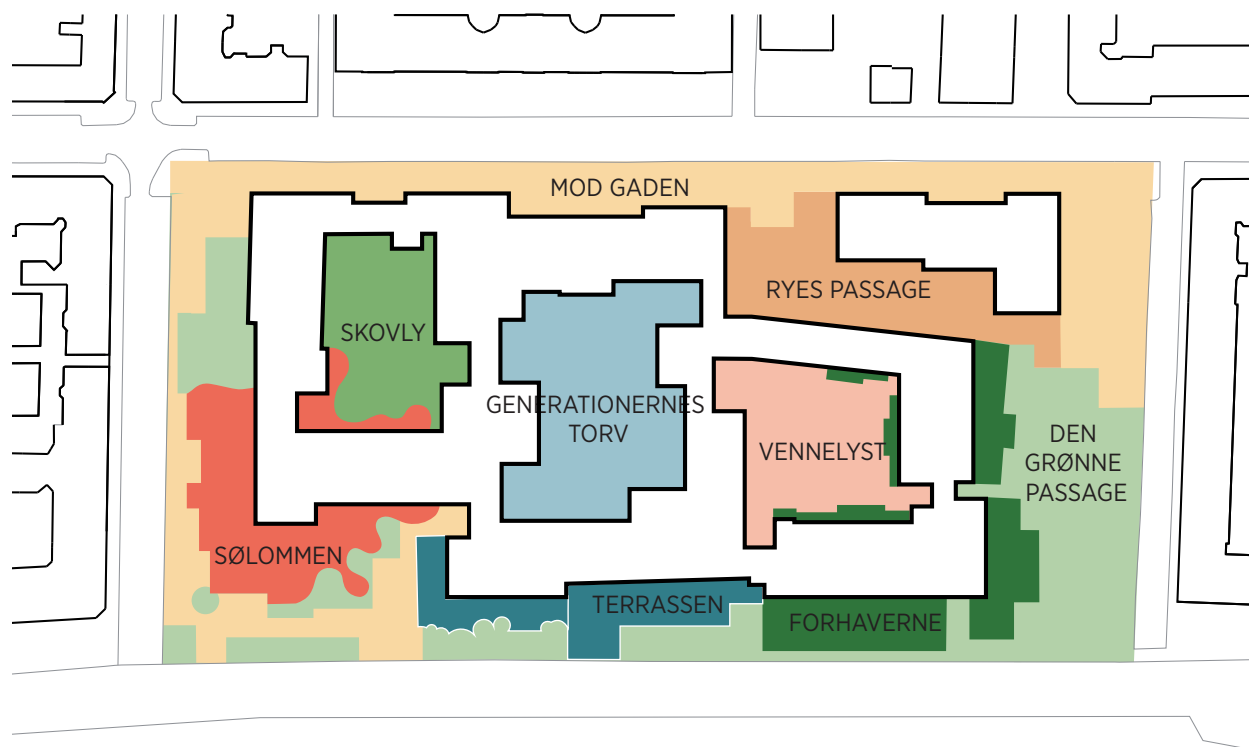 MOD GADEN
RYES PASSAGE
SKOVLY
GENERATIONERNES
TORV
VENNELYST
DEN
GRØNNE
PASSAGE
SØLOMMEN
TERRASSEN
FORHAVERNE